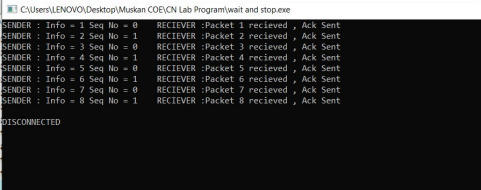 C:\Users\LENOVO\Desktop\Muskan COE\CN Lab Program\wait and stop.exe
SENDER : Info = 1 Seq No = 0    RECIEVER :Packet 1 recieved , Ack Sent
SENDER : Info = 2 Seq No = 1    RECIEVER :Packet 2 recieved , Ack Sent
SENDER : Info = 3 Seq No = 0    RECIEVER :Packet 3 recieved , Ack Sent
SENDER : Info = 4 Seq No = 1    RECIEVER :Packet 4 recieved , Ack Sent
SENDER : Info = 5 Seq No = 0    RECIEVER :Packet 5 recieved , Ack Sent
SENDER : Info = 6 Seq No = 1    RECIEVER :Packet 6 recieved , Ack Sent
SENDER : Info = 7 Seq No = 0    RECIEVER :Packet 7 recieved , Ack Sent
SENDER : Info = 8 Seq No = 1    RECIEVER :Packet 8 recieved , Ack Sent
DISCONNECTED